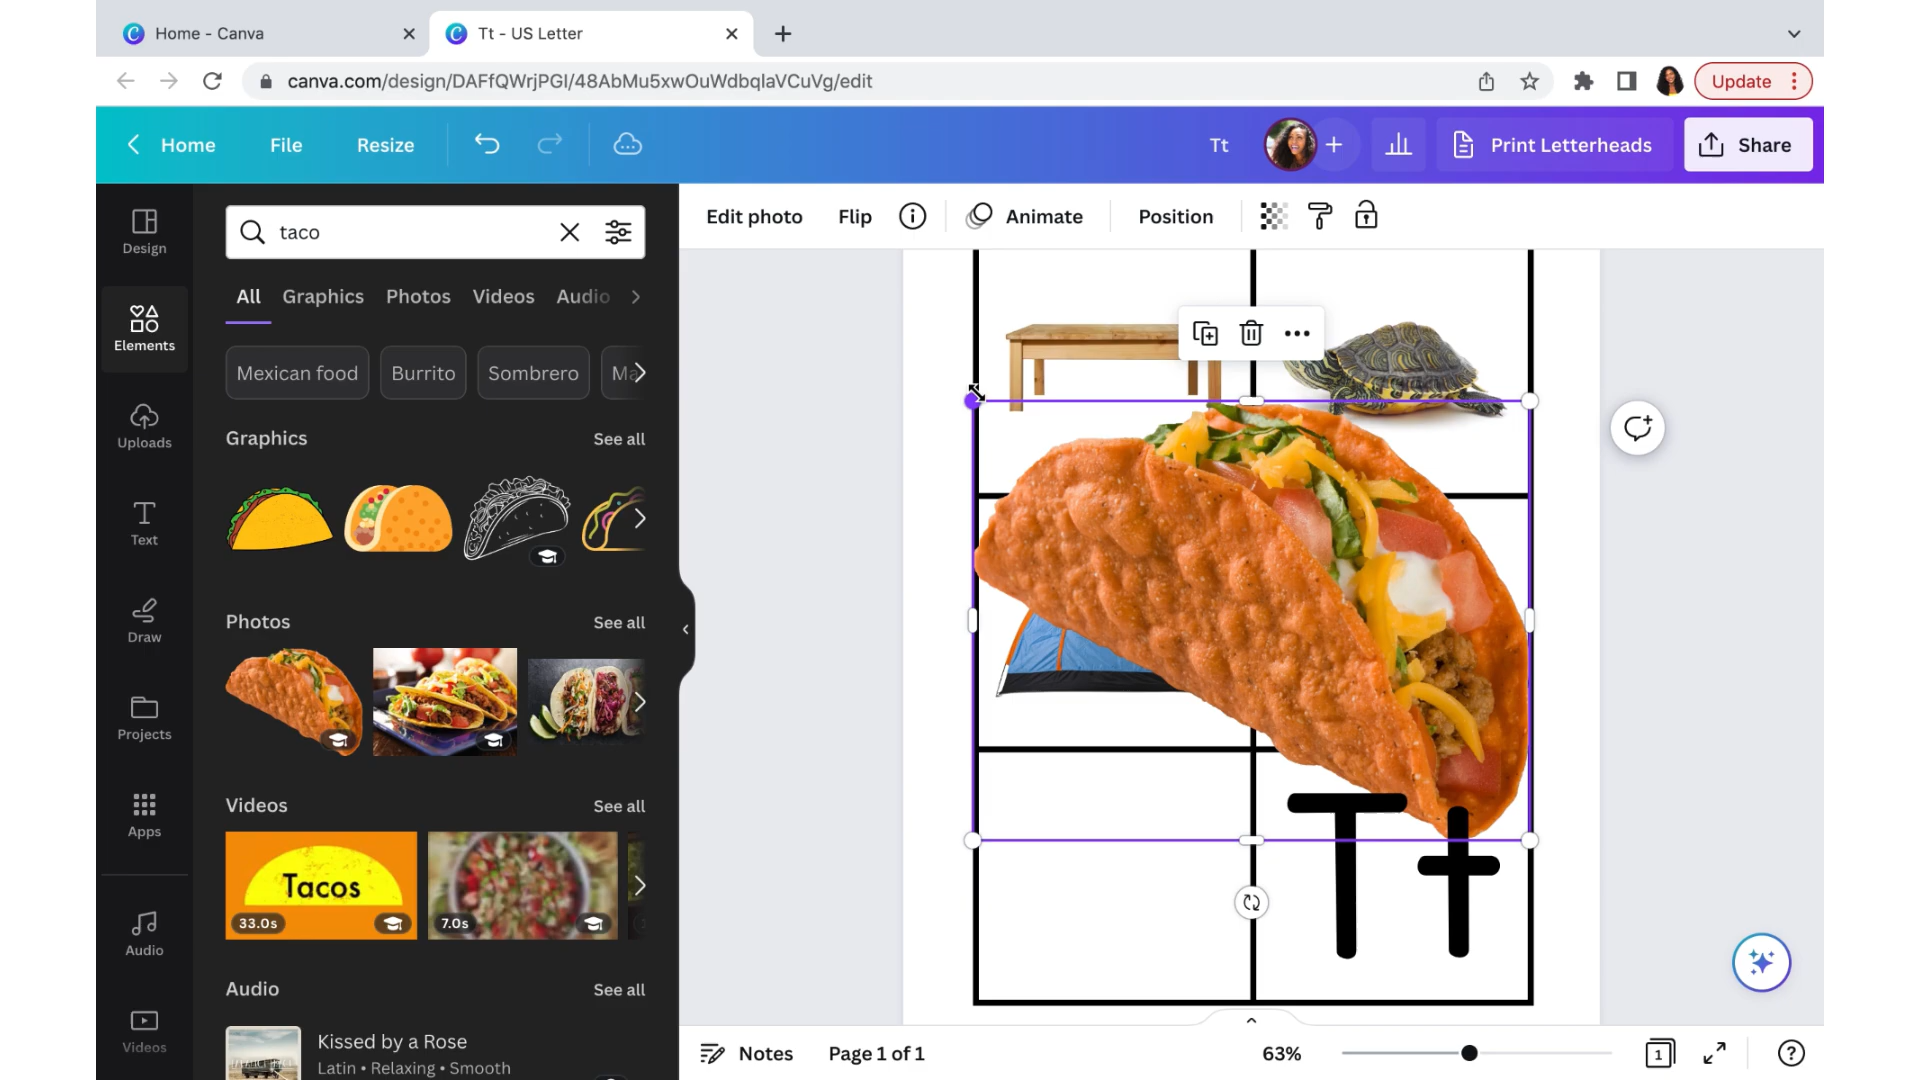 Home - Canva
Tt - US Letter
canva.com/design/DAFfQWrjPGI/48AbMu5xwOuWdbqlaVCuVg/edit
Update
Home
File
Resize
Tt
Print Letterheads
Share
Design
Elements
Uploads
Text
Draw
Projects
Apps
Audio
Videos
taco
All
Graphics
Photos
Videos
Audio
Mexican food
Burrito
Sombrero
Graphics
See all
Photos
See all
Videos
See all
Tacos
33.0s
7.0s
Audio
See all
Kissed by a Rose
Latin • Relaxing • Smooth
Edit photo
Flip
Animate
Position
Tt
Notes
Page 1 of 1
63%
1